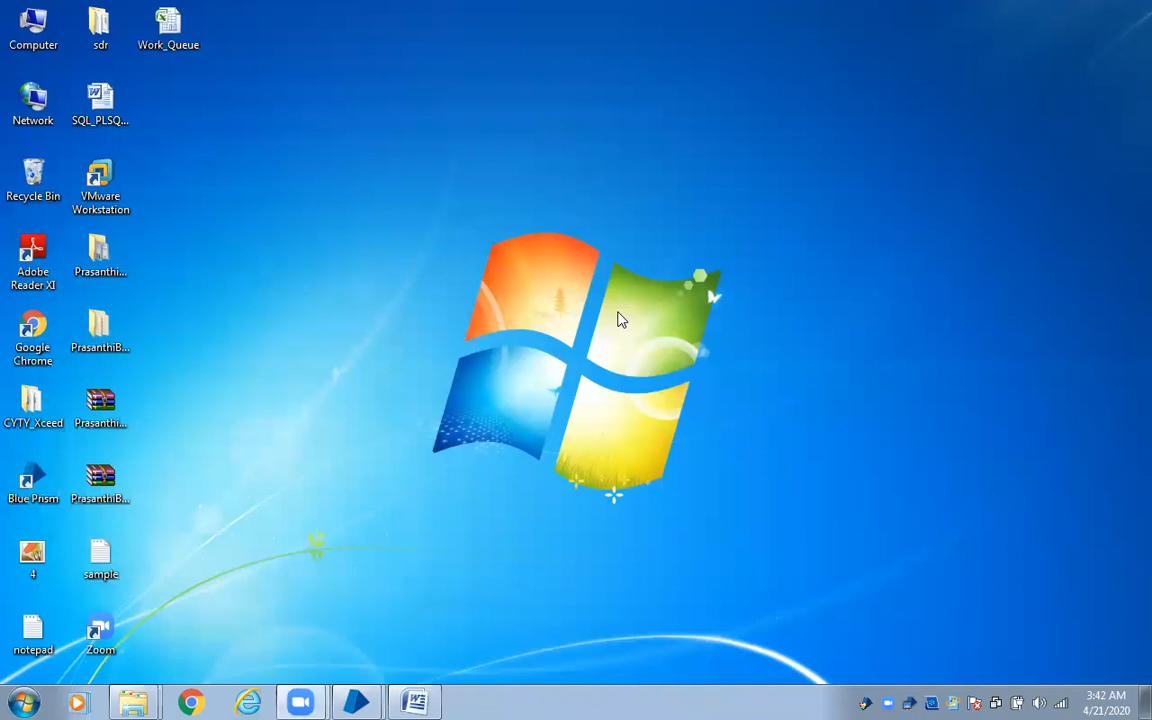 Computer
sdr
Work_Queue
Network
SQL_PLSQ...
Recycle Bin
VMware
Workstation
Adobe
Reader XI
Prasanthi...
Google
Chrome
PrasanthiB...
CYTY_Xceed
Prasanthi...
Blue Prism
PrasanthiB...
4
sample
notepad
Zoom
3:42 AM
4/21/2020